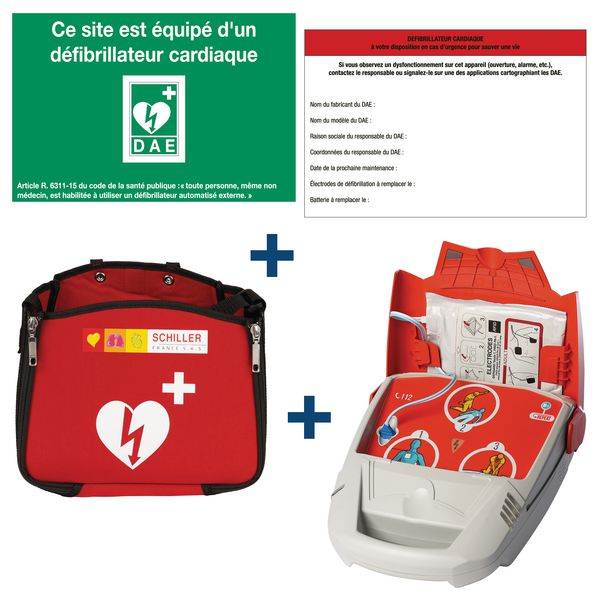 Ce site est équipé d'un
défibrillateur cardiaque
DAE
Article R. 6311-15 du code de la santé publique : « toute personne, même non
médecin, est habilitée à utiliser un défibrillateur automatisé externe. »
DEFIBRILLATEUR CARDIAQUE
à votre disposition en cas d'urgence pour sauver une vie
Si vous observez un dysfonctionnement sur cet appareil (ouverture, alarme, etc.),
contactez le responsable ou signalez-le sur une des applications cartographiant les DAE.
Nom du fabricant du DAE :
Nom du modèle du DAE :
Raison sociale du responsable du DAE :
Coordonnées du responsable du DAE :
Date de la prochaine maintenance :
Électrodes de défibrillation à remplacer le :
Batterie à remplacer le :
SCHILLER
FRANCE S.A.S
ELECTRODES
ADULTES
3
4
112
2
1
3